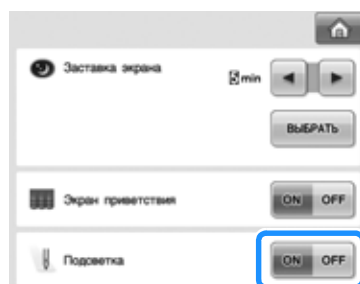 Заставка экрана
5min
ВЫБРАТЬ
Экран приветствия
ON OFF
Подсветка
ON OFF